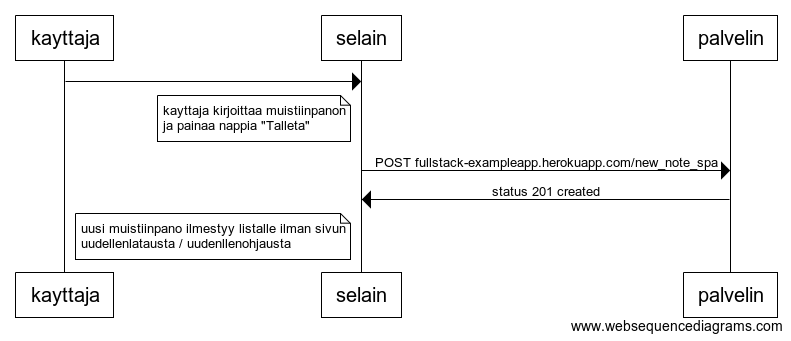 kayttaja
selain
palvelin
kayttaja kirjoittaa muistiinpanon
ja painaa nappia "Talleta"
POST fullstack-exampleapp.herokuapp.com/new_note_spa
status 201 created
uusi muistiinpano ilmestyy listalle ilman sivun
uudellenlatausta / uudenllenohjausta
kayttaja
selain
palvelin
www.websequencediagrams.com